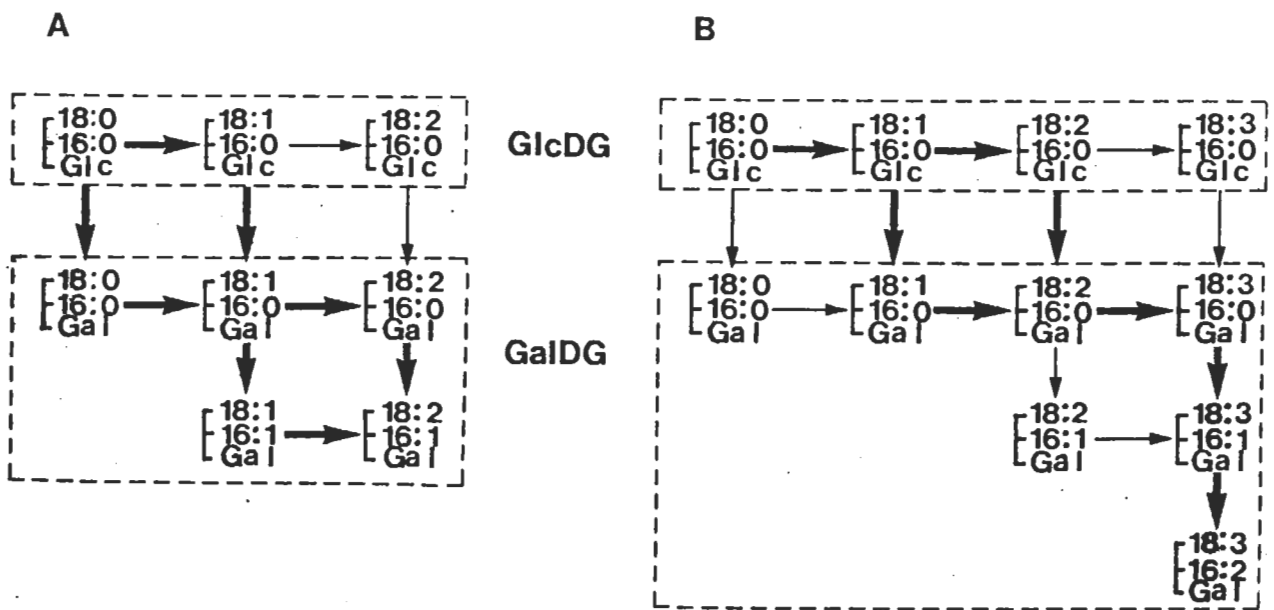 A
18:0 18:1 18:2
16:0 16:0 16:0
Glc Glc Glc
18:0 18:1 18:2
16:0 16:0 16:0
Gal Gal Gal
18:1 18:2
16:1 16:1
Gal Gal
GlcDG
GalDG
B
18:0 18:1 18:2 18:3
16:0 16:0 16:0 16:0
Glc Glc Glc Glc
18:0 18:1 18:2 18:3
16:0 16:0 16:0 16:0
Gal Gal Gal Gal
18:2 18:3
16:1 16:1
Gal Gal
18:3
16:2
Gal